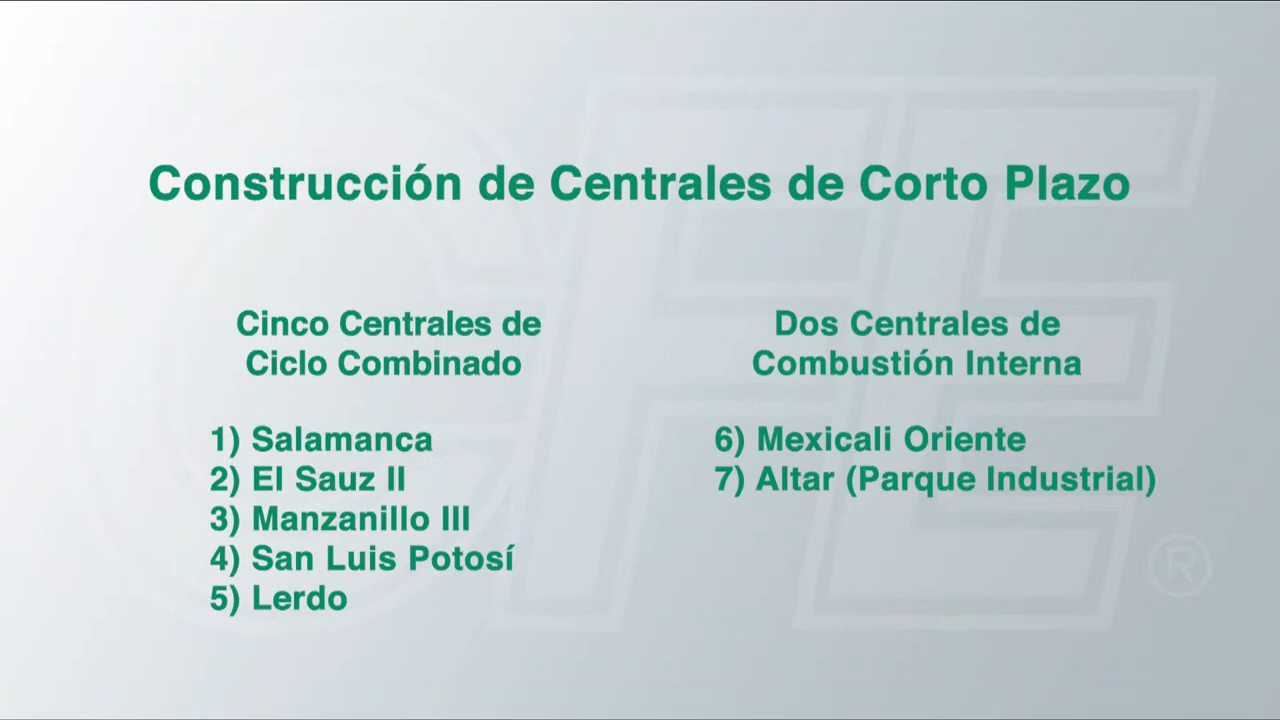 Construcción de Centrales de Corto Plazo
Cinco Centrales de
Ciclo Combinado
1) Salamanca
2) El Sauz II
3) Manzanillo III
4) San Luis Potosí
5) Lerdo
Dos Centrales de
Combustión Interna
6) Mexicali Oriente
7) Altar (Parque Industrial)
CFE®